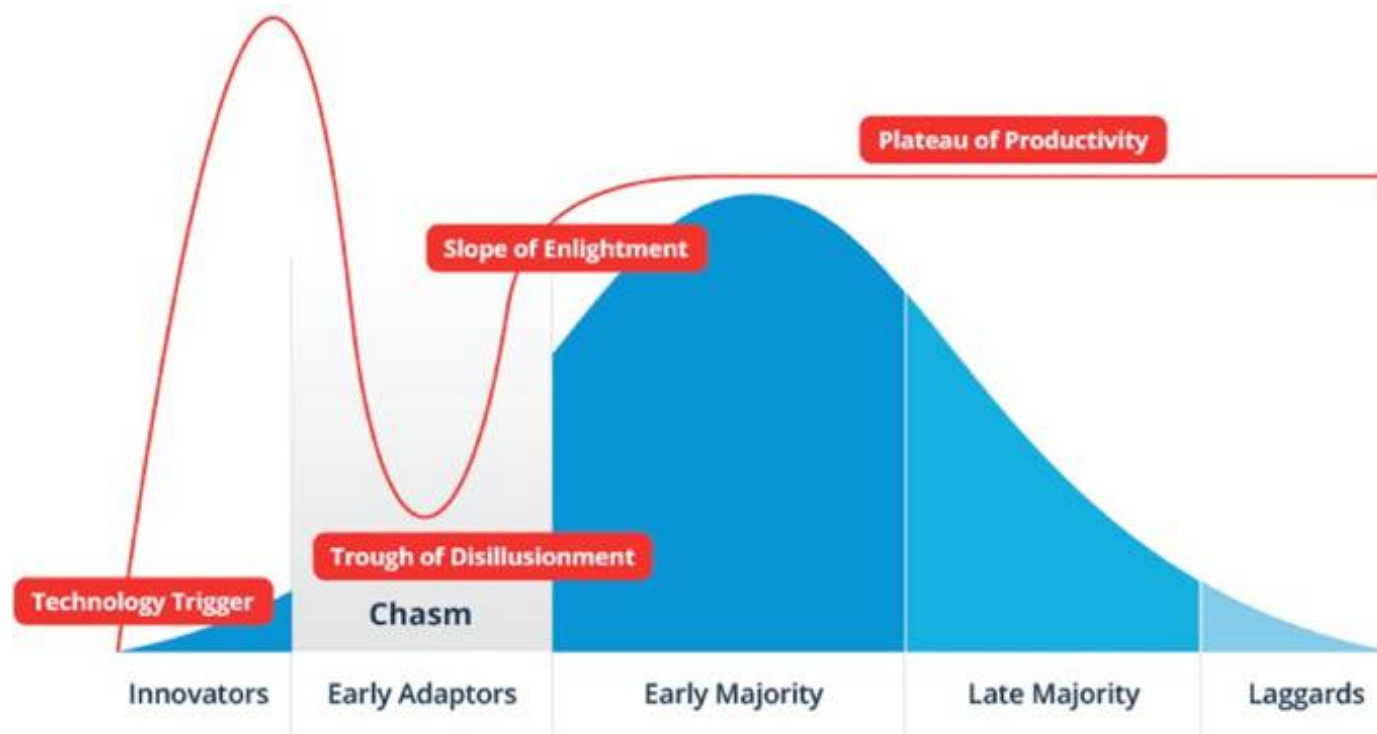 Plateau of Productivity
Slope of Enlightment
Trough of Disillusionment
Technology Trigger
Chasm
Innovators
Early Adaptors
Early Majority
Late Majority
Laggards